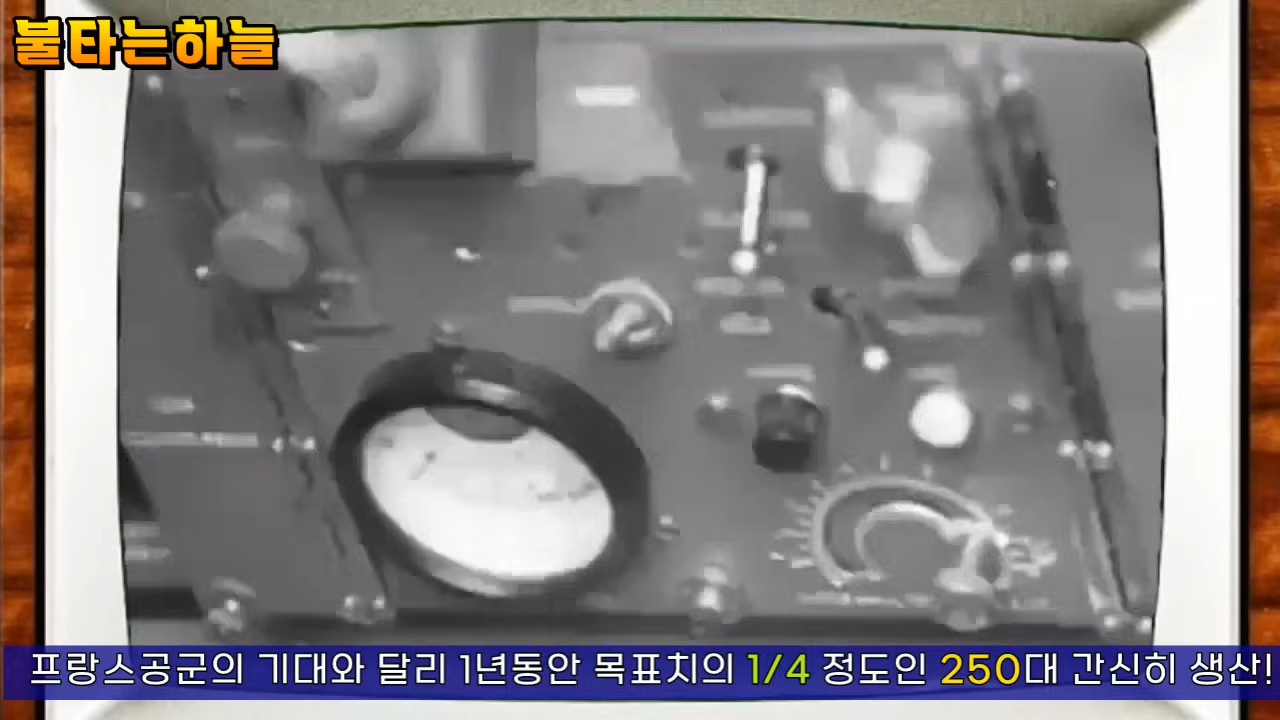 불타는하늘
프랑스공군의 기대와 달리 1년동안 목표치의 1/4 정도인 250대 간신히 생산!